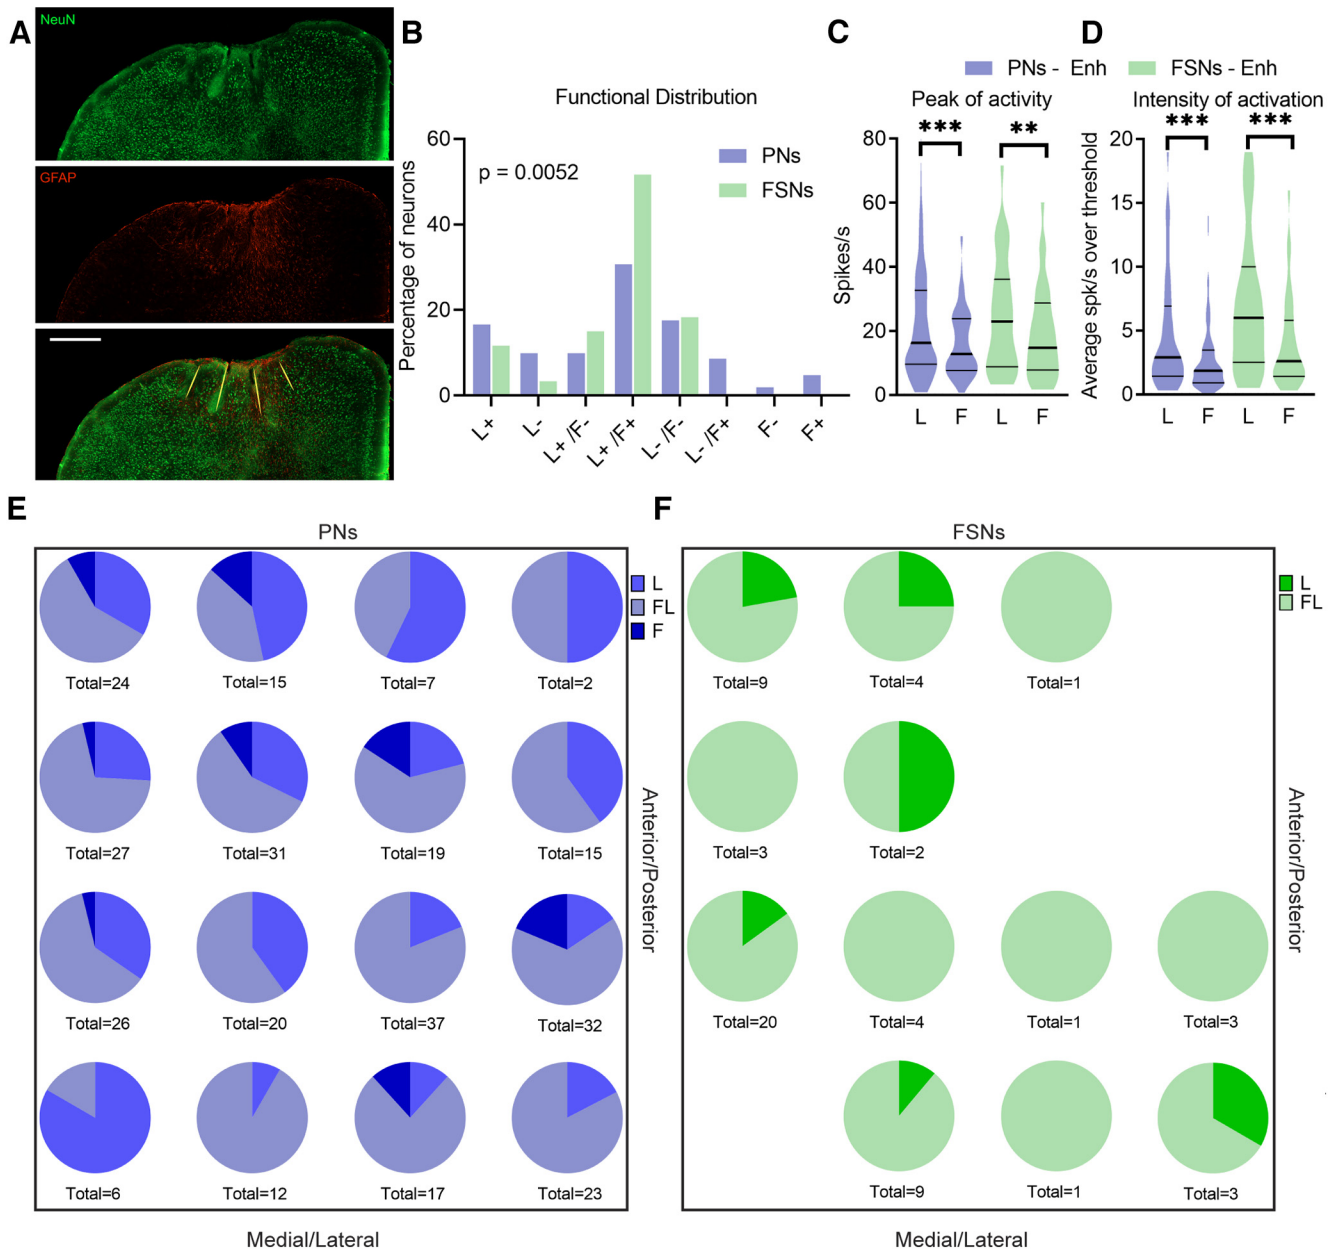 A
NeuN
GFAP
B
Functional Distribution
Percentage of neurons
60
40
20
0
p = 0.0052
PNs
FSNs
L+
L-
L+ /F-
L+ /F+
L- /F-
L- /F+
F-
F+
C
D
PNs - Enh
FSNs - Enh
Peak of activity
*** **
Spikes/s
80
60
40
20
0
L F L F
Intensity of activation
*** ***
Average spk/s over threshold
20
15
10
5
0
L F L F
E
PNs
L
FL
F
Total=24
Total=15
Total=7
Total=2
Total=27
Total=31
Total=19
Total=15
Total=26
Total=20
Total=37
Total=32
Total=6
Total=12
Total=17
Total=23
Anterior/Posterior
Medial/Lateral
F
FSNs
L
FL
Total=9
Total=4
Total=1
Total=3
Total=2
Total=20
Total=4
Total=1
Total=3
Total=9
Total=1
Total=3
Anterior/Posterior
Medial/Lateral